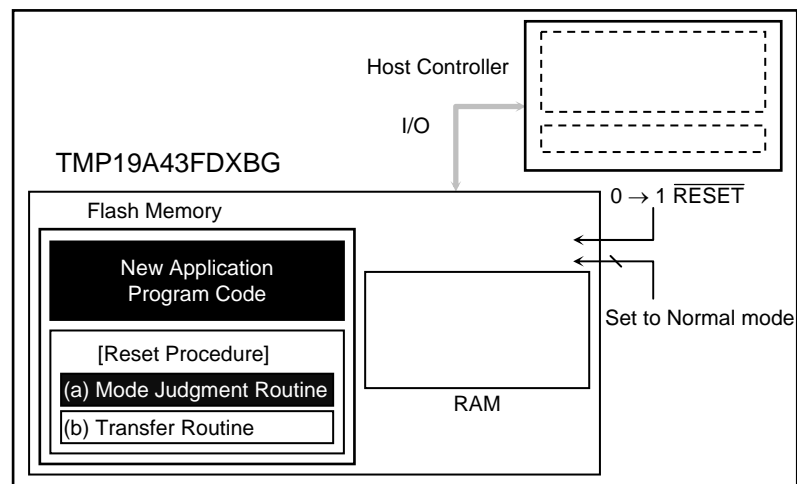 Host Controller
I/O
TMP19A43FDXBG
0 → 1 RESET
Flash Memory
New Application
Program Code
Set to Normal mode
[Reset Procedure]
(a) Mode Judgment Routine
RAM
(b) Transfer Routine